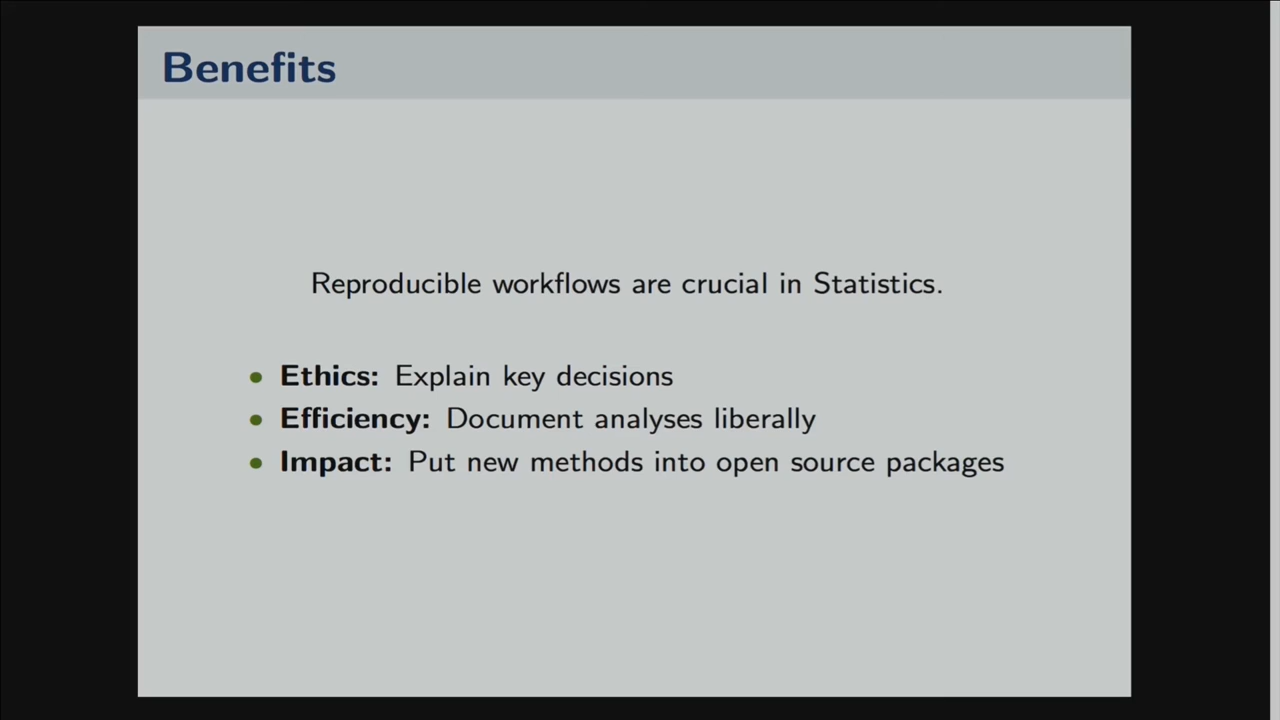 Benefits
Reproducible workflows are crucial in Statistics.
• Ethics: Explain key decisions
• Efficiency: Document analyses liberally
• Impact: Put new methods into open source packages